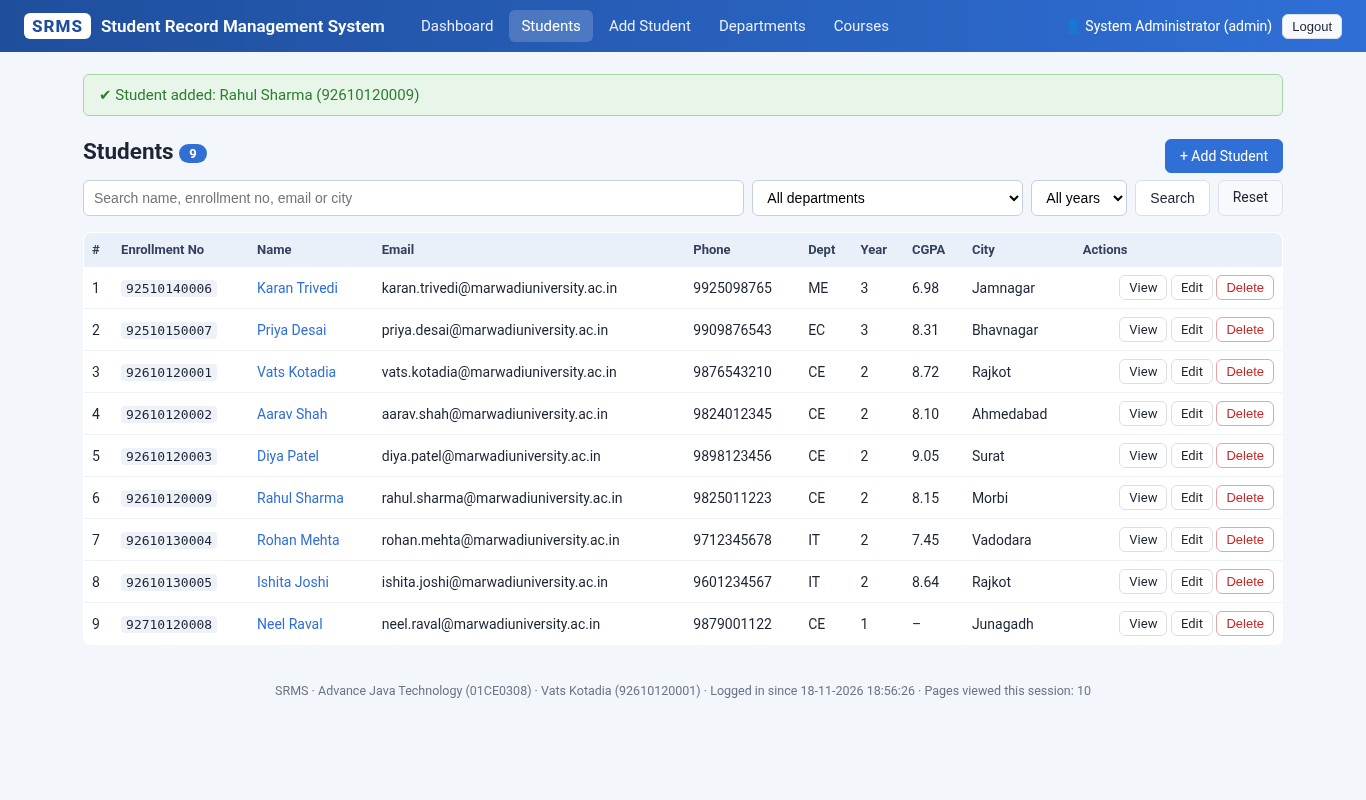 SRMS Student Record Management System Dashboard Students Add Student Departments Courses System Administrator (admin) Logout
✔ Student added: Rahul Sharma (92610120009)
Students 9 + Add Student
Search name, enrollment no, email or city All departments All years Search Reset
# Enrollment No Name Email Phone Dept Year CGPA City Actions
1 92510140006 Karan Trivedi karan.trivedi@marwadiuniversity.ac.in 9925098765 ME 3 6.98 Jamnagar View Edit Delete
2 92510150007 Priya Desai priya.desai@marwadiuniversity.ac.in 9909876543 EC 3 8.31 Bhavnagar View Edit Delete
3 92610120001 Vats Kotadia vats.kotadia@marwadiuniversity.ac.in 9876543210 CE 2 8.72 Rajkot View Edit Delete
4 92610120002 Aarav Shah aarav.shah@marwadiuniversity.ac.in 9824012345 CE 2 8.10 Ahmedabad View Edit Delete
5 92610120003 Diya Patel diya.patel@marwadiuniversity.ac.in 9898123456 CE 2 9.05 Surat View Edit Delete
6 92610120009 Rahul Sharma rahul.sharma@marwadiuniversity.ac.in 9825011223 CE 2 8.15 Morbi View Edit Delete
7 92610130004 Rohan Mehta rohan.mehta@marwadiuniversity.ac.in 9712345678 IT 2 7.45 Vadodara View Edit Delete
8 92610130005 Ishita Joshi ishita.joshi@marwadiuniversity.ac.in 9601234567 IT 2 8.64 Rajkot View Edit Delete
9 92710120008 Neel Raval neel.raval@marwadiuniversity.ac.in 9879001122 CE 1 – Junagadh View Edit Delete
SRMS · Advance Java Technology (01CE0308) · Vats Kotadia (92610120001) · Logged in since 18-11-2026 18:56:26 · Pages viewed this session: 10